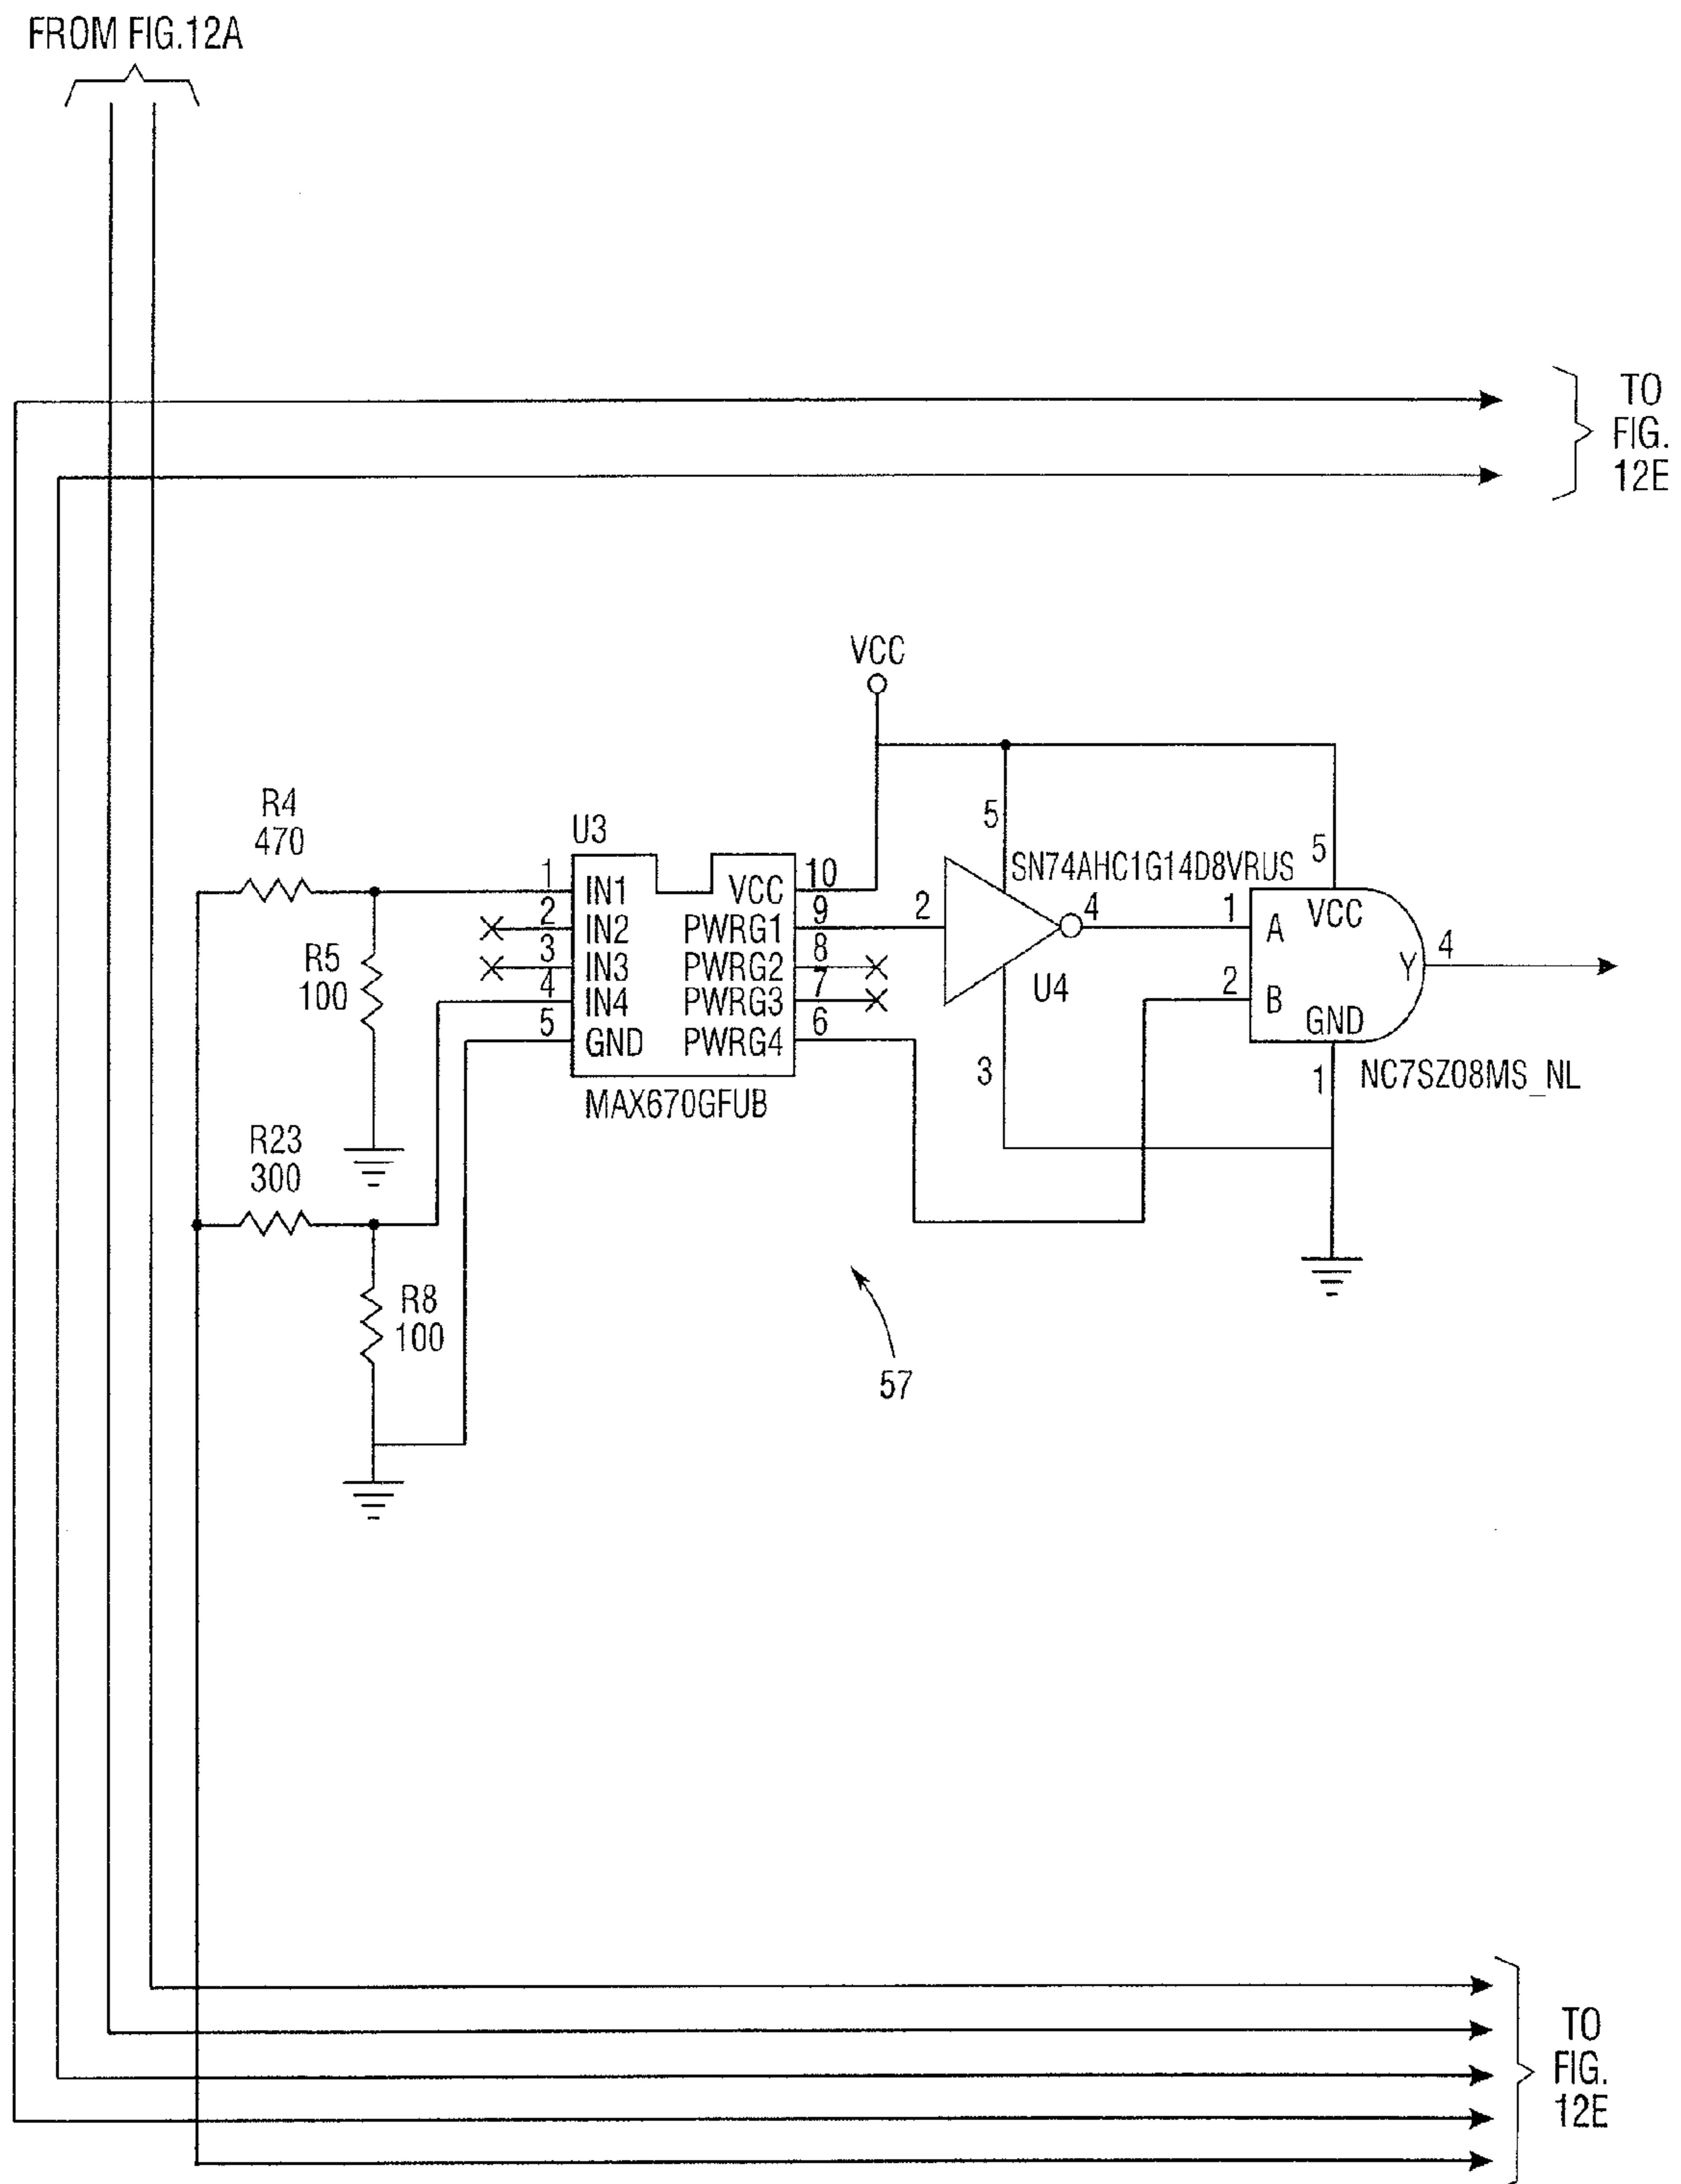 FROM FIG.12A
TO
FIG.
12E
VCC
R4
470
U3
5
SN74AHC1G14D8VRUS
5
1
IN1
VCC
10
2
IN2
PWRG1
9
2
4
1
A
VCC
3
IN3
PWRG2
8
Y
4
R5
100
4
IN4
PWRG3
7
U4
2
B
5
GND
PWRG4
6
GND
MAX670GFUB
3
1
NC7SZ08MS_NL
R23
300
R8
100
57
TO
FIG.
12E